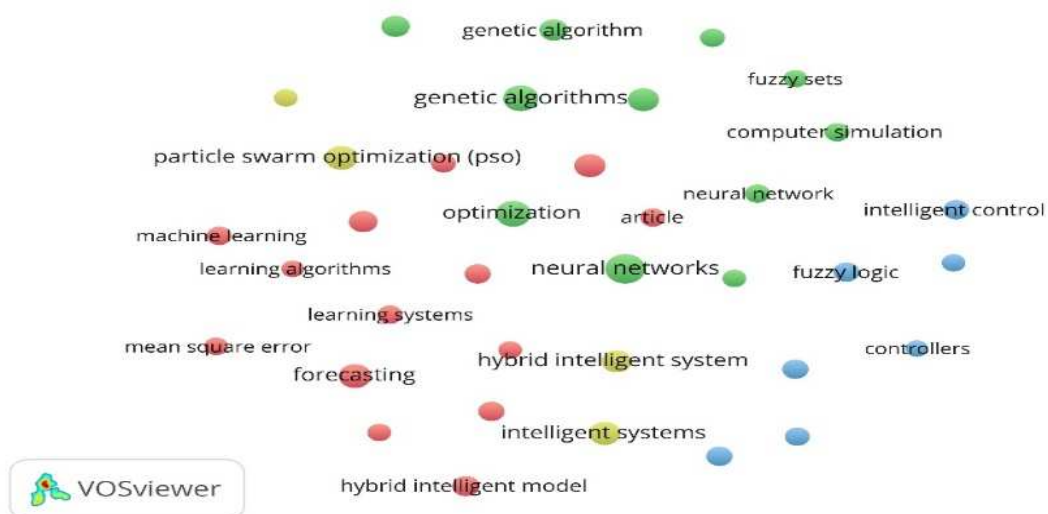 genetic algorithm
fuzzy sets
genetic algorithms
computer simulation
particle swarm optimization (pso)
neural network
intelligent control
optimization
article
machine learning
learning algorithms
neural networks
fuzzy logic
learning systems
mean square error
controllers
hybrid intelligent system
forecasting
intelligent systems
hybrid intelligent model
VOSviewer